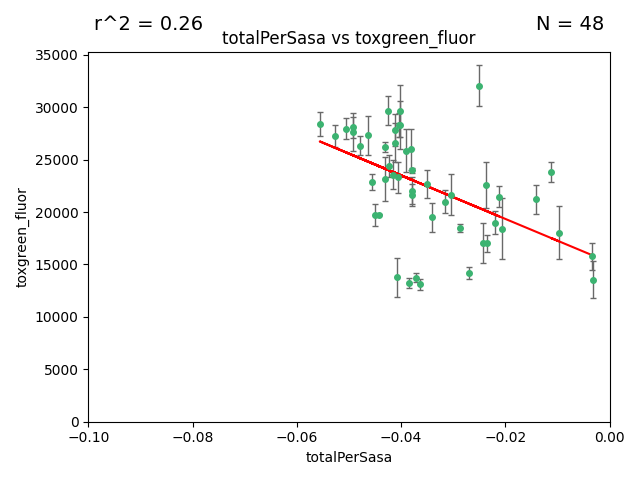 r^2 = 0.26
N = 48
totalPerSasa vs toxgreen_fluor
35000
30000
25000
20000
15000
10000
5000
0
toxgreen_fluor
−0.10
−0.08
−0.06
−0.04
−0.02
0.00
totalPerSasa